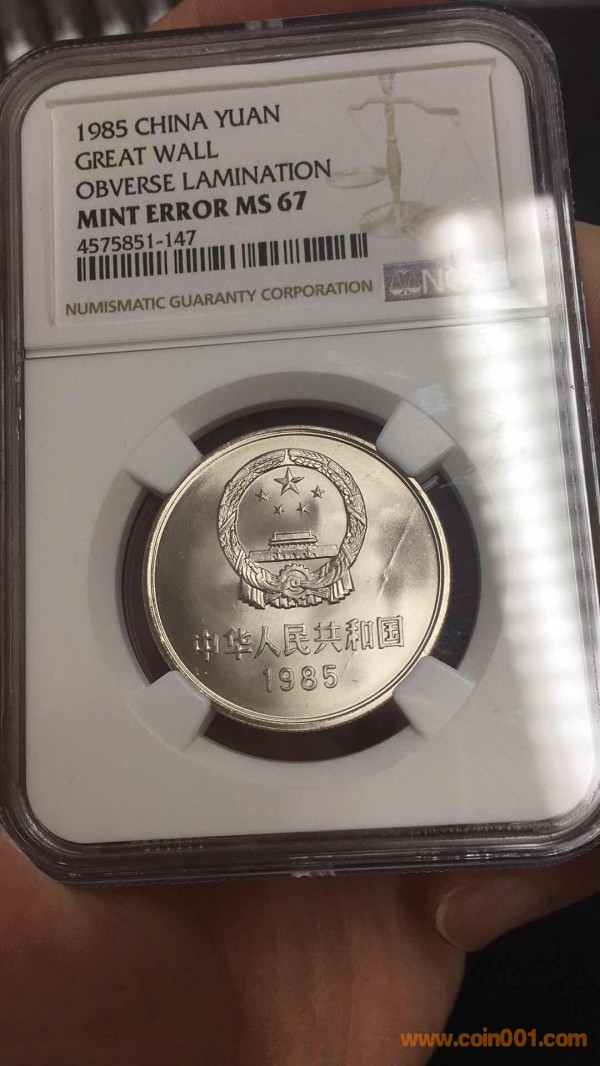 1985 CHINA YUAN
GREAT WALL
OBVERSE LAMINATION
MINT ERROR MS 67
4575851-147
NUMISMATIC GUARANTY CORPORATION
中华人民共和国
1985
www.coin001.com